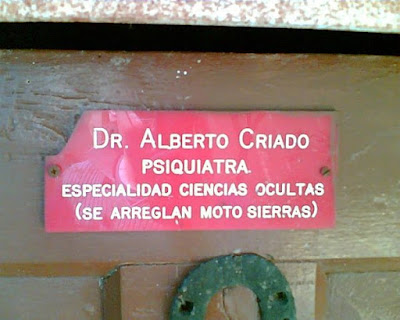 DR. ALBERTO CRIADO
PSIQUIATRA.
ESPECIALIDAD CIENCIAS OCULTAS
(SE ARREGLAN MOTO SIERRAS)